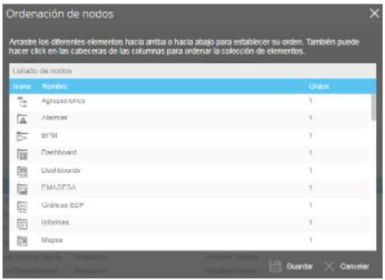 Ordenación de nodos
Arrastre los diferentes elementos hacia arriba o hacia abajo para establecer su orden. También puede
hacer click en las cabeceras de las columnas para ordenar la colección de elementos.
Listado de nodos
Icono Nombre Orden
Agrupaciones 1
Alarmas 1
BPM 1
Dashboard 1
Dashboards 1
EMASESA 1
Gráficas EDP 1
Informes 1
Mapas 1
Guardar Cancelar